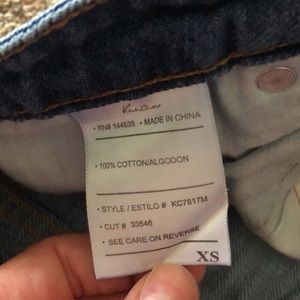 • RN# 144635 • MADE IN CHINA
• 100% COTTON/ALGODON
• STYLE / ESTILO # KC7617M
• CUT # 33546
• SEE CARE ON REVERSE
XS